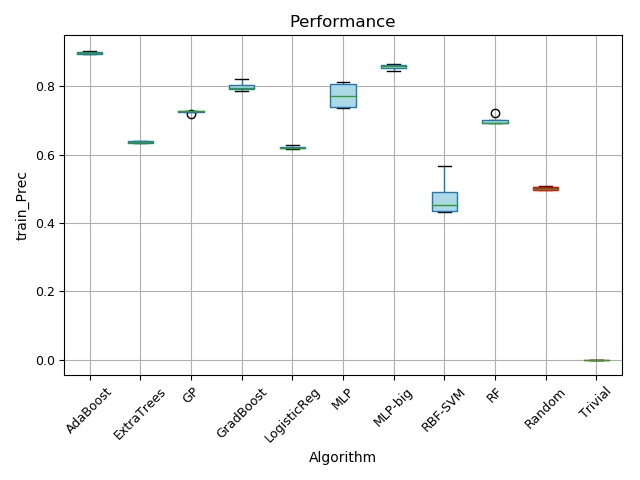 Performance
train_Prec
0.8
0.6
0.4
0.2
0.0
AdaBoost
ExtraTrees
GP
GradBoost
LogisticReg
MLP
MLP-big
RBF-SVM
RF
Random
Trivial
Algorithm